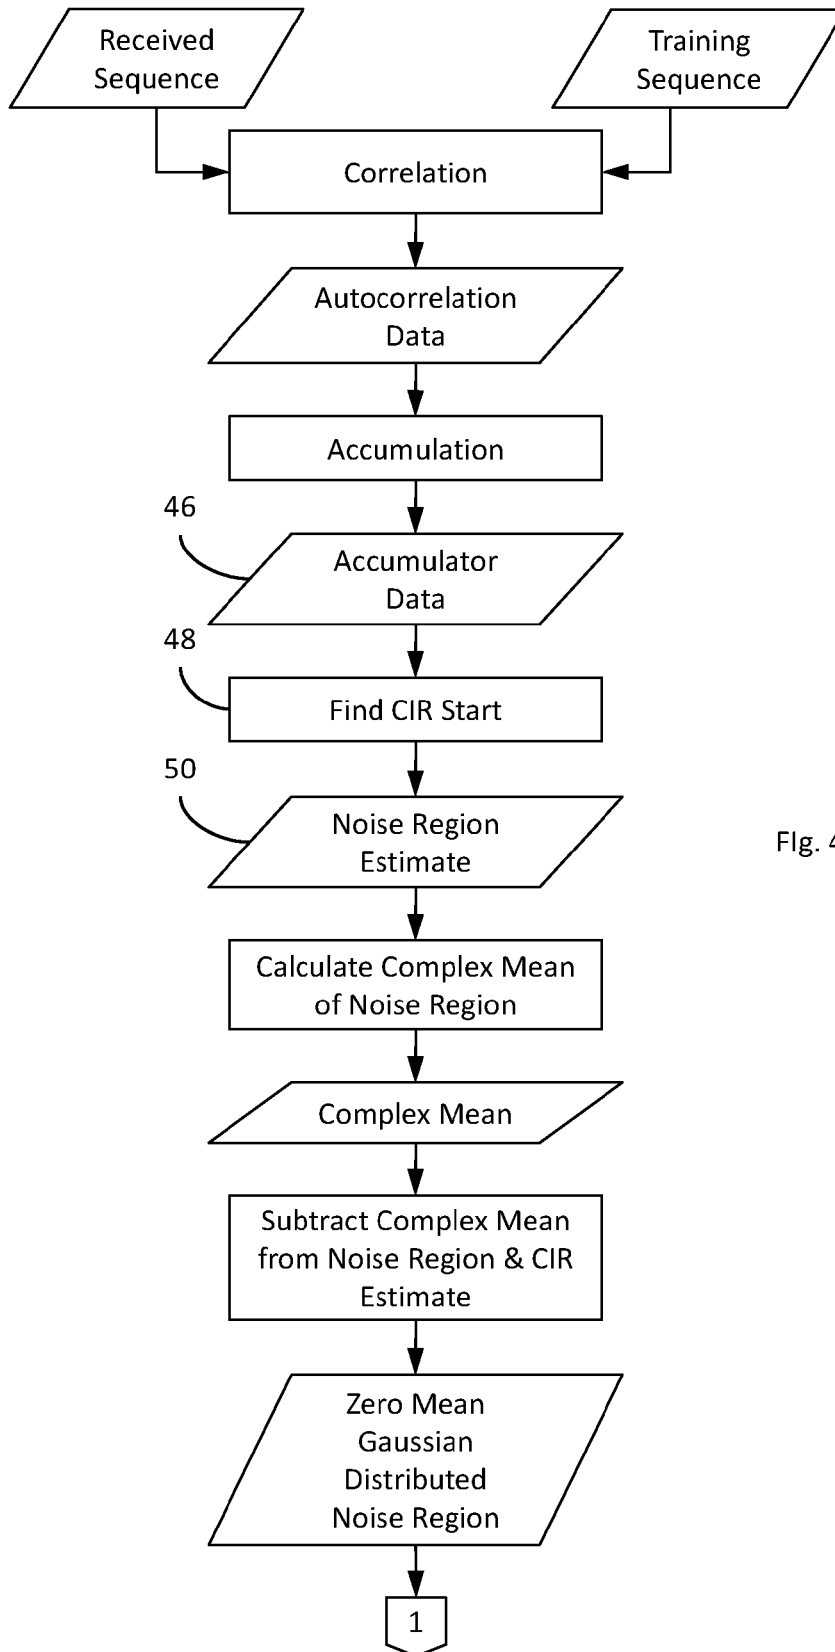 Received
Sequence
Training
Sequence
Correlation
Autocorrelation
Data
Accumulation
46
Accumulator
Data
48
Find CIR Start
50
Noise Region
Estimate
FIg. 4
Calculate Complex Mean
of Noise Region
Complex Mean
Subtract Complex Mean
from Noise Region & CIR
Estimate
Zero Mean
Gaussian
Distributed
Noise Region
1